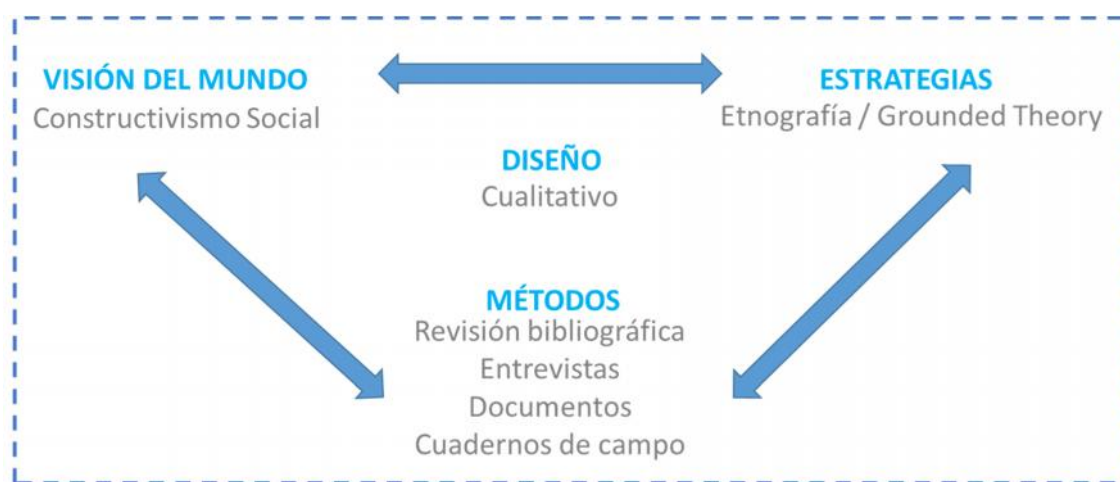 VISIÓN DEL MUNDO
Constructivismo Social
ESTRATEGIAS
Etnografía / Grounded Theory
DISEÑO
Cualitativo
MÉTODOS
Revisión bibliográfica
Entrevistas
Documentos
Cuadernos de campo